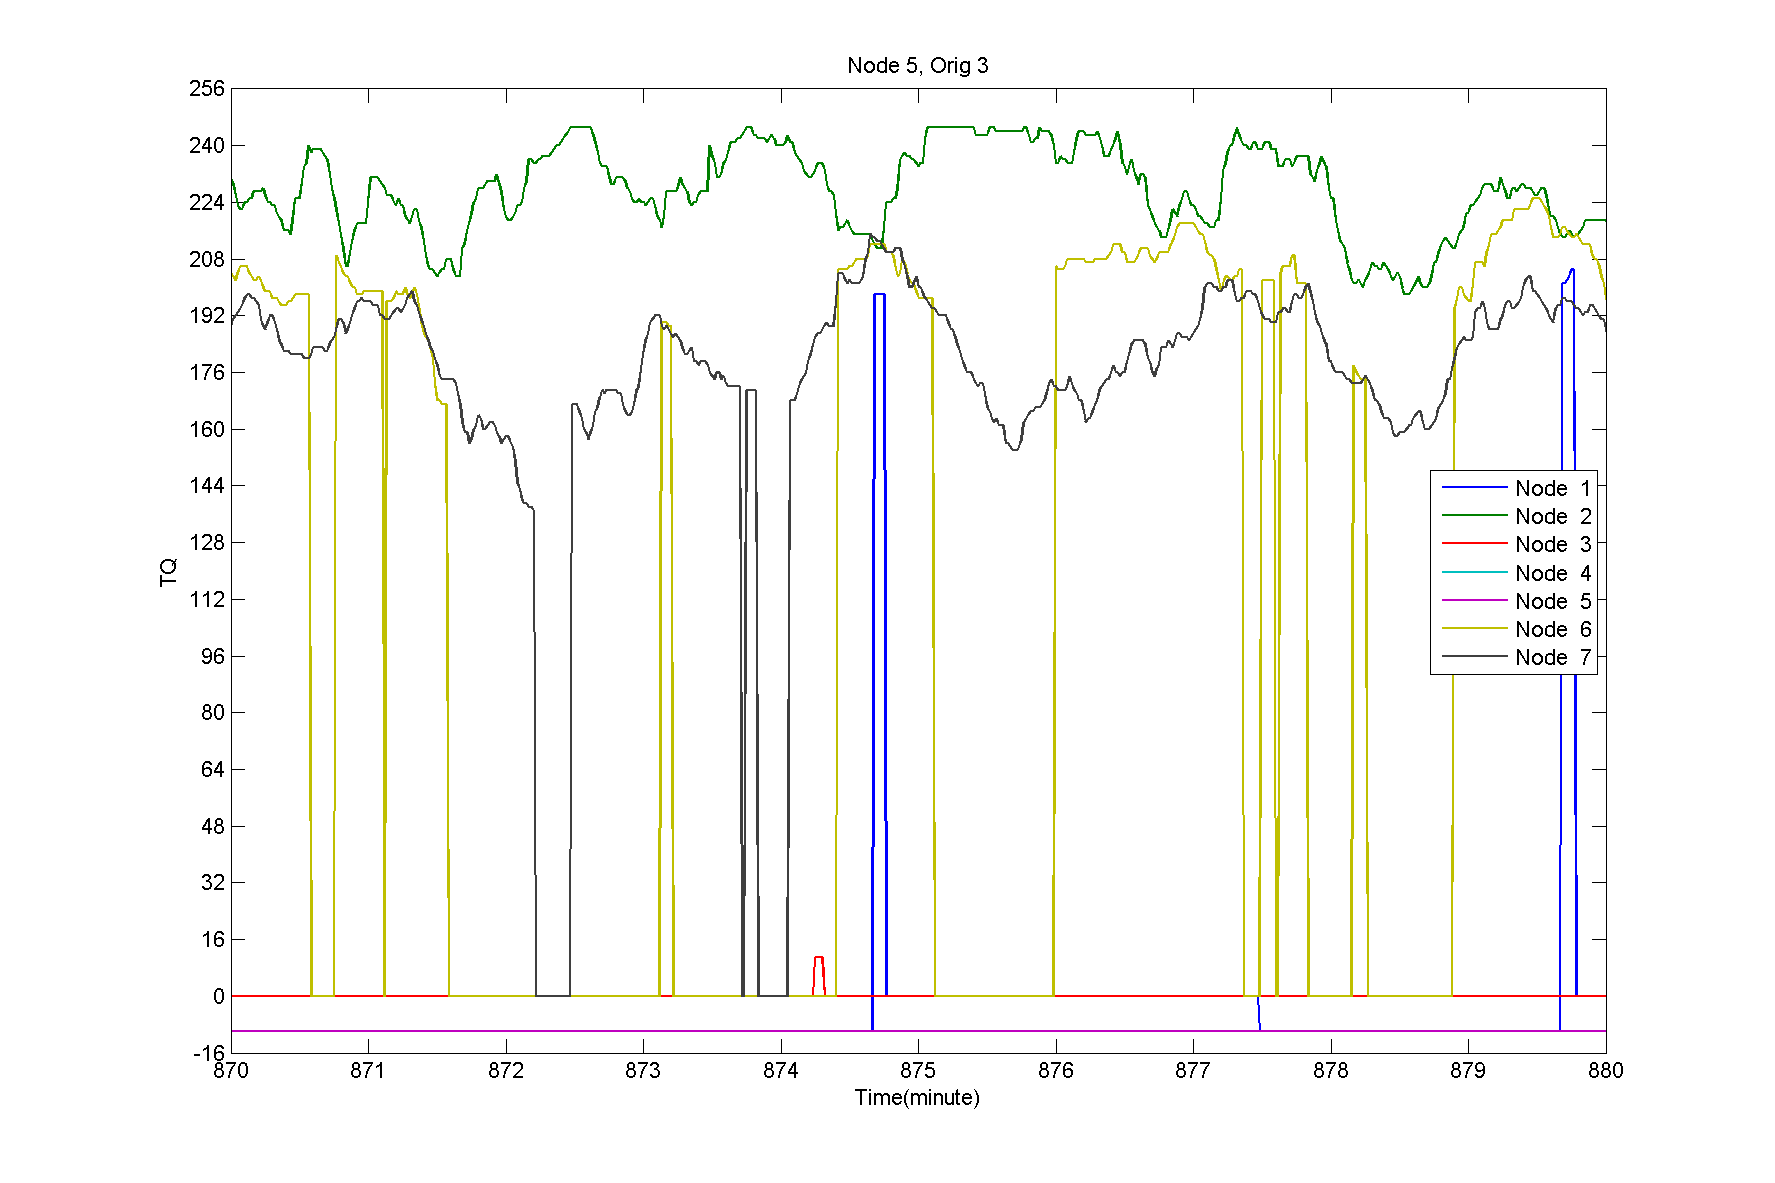 Node 5, Orig 3
256
240
224
208
192
176
160
144
128
112
96
80
64
48
32
16
0
-16
TQ
Node 1
Node 2
Node 3
Node 4
Node 5
Node 6
Node 7
870 871 872 873 874 875 876 877 878 879 880
Time(minute)